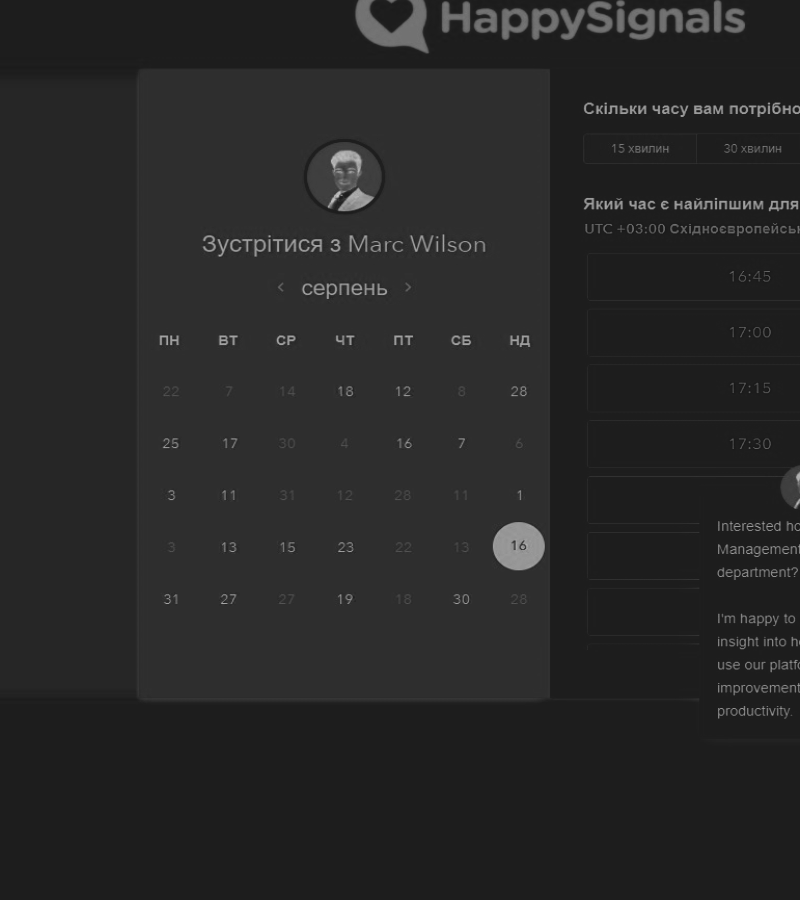 HappySignals
Зустрітися з Marc Wilson
серпень
ПН ВТ СР ЧТ ПТ СБ НД
22 7 14 18 12 8 28
25 17 30 4 16 7 6
3 11 31 12 28 11 1
3 13 15 23 22 13 16
31 27 27 19 18 30 28
Скільки часу вам потрібно
15 хвилин 30 хвилин
Який час є найліпшим для
UTC +03:00 Східноєвропейськ
16:45
17:00
17:15
17:30
Interested ho
Management
department?
I'm happy to
insight into ho
use our platfo
improvement
productivity.